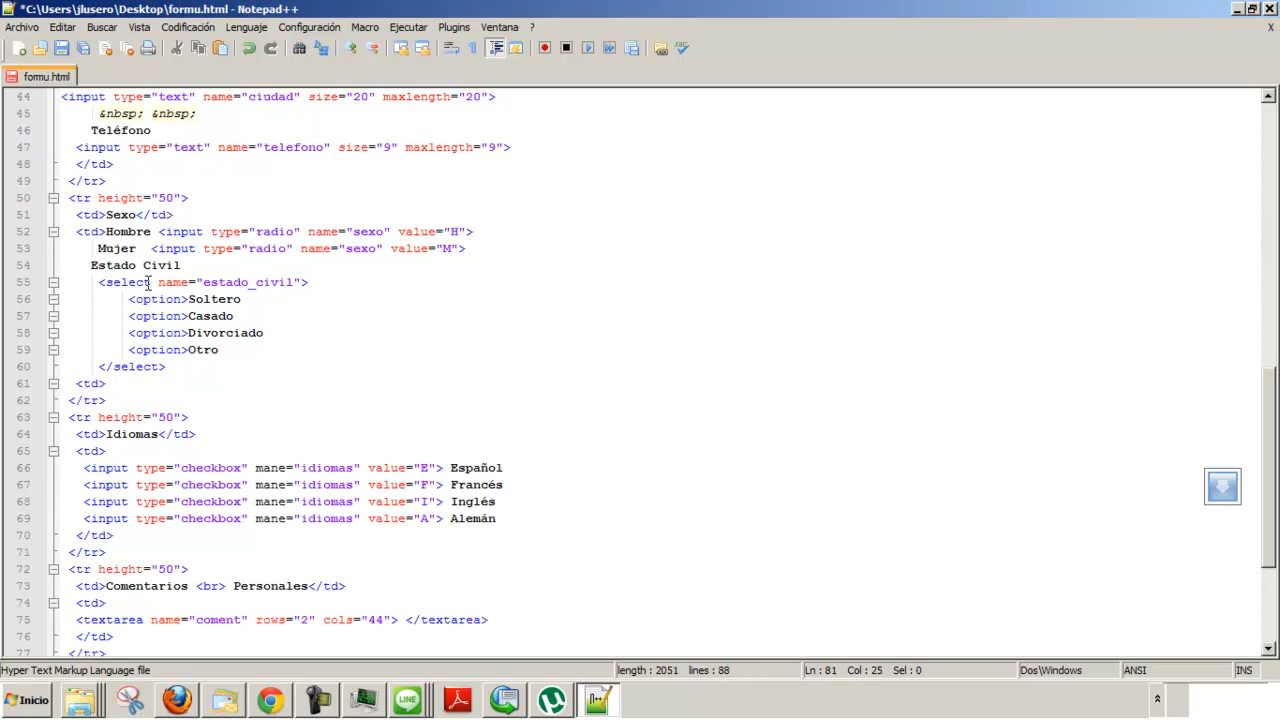 *C:\Users\jlusero\Desktop\formu.html - Notepad++
Archivo Editar Buscar Vista Codificación Lenguaje Configuración Macro Ejecutar Plugins Ventana ? X
formu.html
44 <input type="text" name="ciudad" size="20" maxlength="20">
45 &nbsp; &nbsp;
46 Teléfono
47 <input type="text" name="telefono" size="9" maxlength="9">
48 </td>
49 </tr>
50 <tr height="50">
51 <td>Sexo</td>
52 <td>Hombre <input type="radio" name="sexo" value="H">
53 Mujer <input type="radio" name="sexo" value="M">
54 Estado Civil
55 <select name="estado_civil">
56 <option>Soltero
57 <option>Casado
58 <option>Divorciado
59 <option>Otro
60 </select>
61 <td>
62 </tr>
63 <tr height="50">
64 <td>Idiomas</td>
65 <td>
66 <input type="checkbox" mane="idiomas" value="E"> Español
67 <input type="checkbox" mane="idiomas" value="F"> Francés
68 <input type="checkbox" mane="idiomas" value="I"> Inglés
69 <input type="checkbox" mane="idiomas" value="A"> Alemán
70 </td>
71 </tr>
72 <tr height="50">
73 <td>Comentarios <br> Personales</td>
74 <td>
75 <textarea name="coment" rows="2" cols="44"> </textarea>
76 </td>
77 </tr>
Hyper Text Markup Language file length : 2051 lines : 88 Ln : 81 Col : 25 Sel : 0 Dos\Windows ANSI INS
Inicio LINE